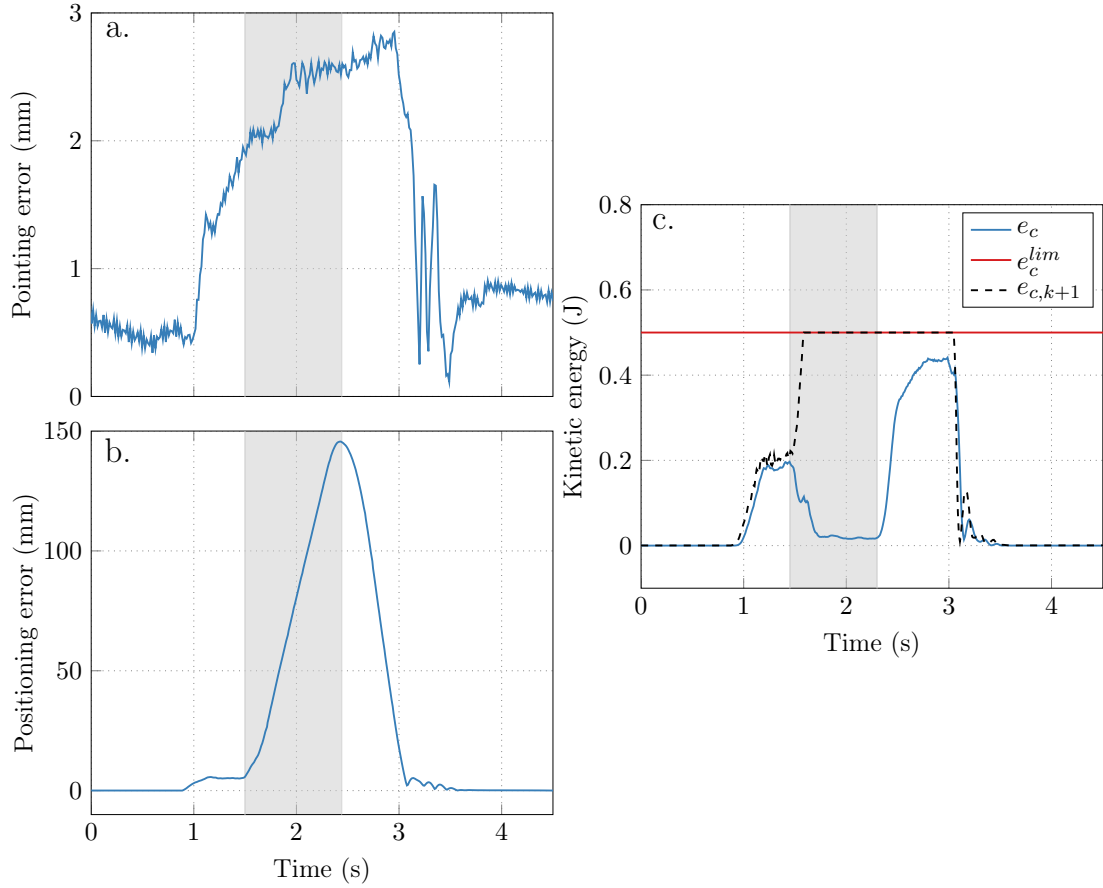 a.
3
2
1
0
Pointing error (mm)
b.
150
100
50
0
Positioning error (mm)
0 1 2 3 4
Time (s)
c.
0.8
0.6
0.4
0.2
0
Kinetic energy (J)
0 1 2 3 4
Time (s)
e_c
e_c^{lim}
e_{c,k+1}